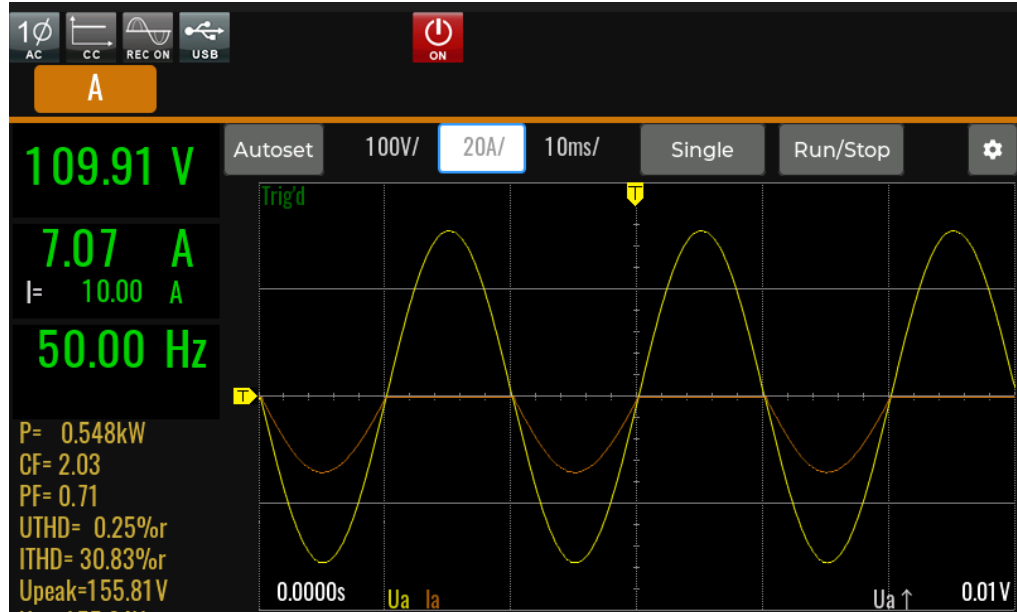 1Ø
AC
CC
REC ON
USB
ON
A
109.91 V
7.07 A
I= 10.00 A
50.00 Hz
P= 0.548kW
CF= 2.03
PF= 0.71
UTHD= 0.25%r
ITHD= 30.83%r
Upeak=155.81V
Autoset 100V/ 20A/ 10ms/ Single Run/Stop
Trig'd
T
T
0.0000s Ua Ia Ua↑ 0.01V